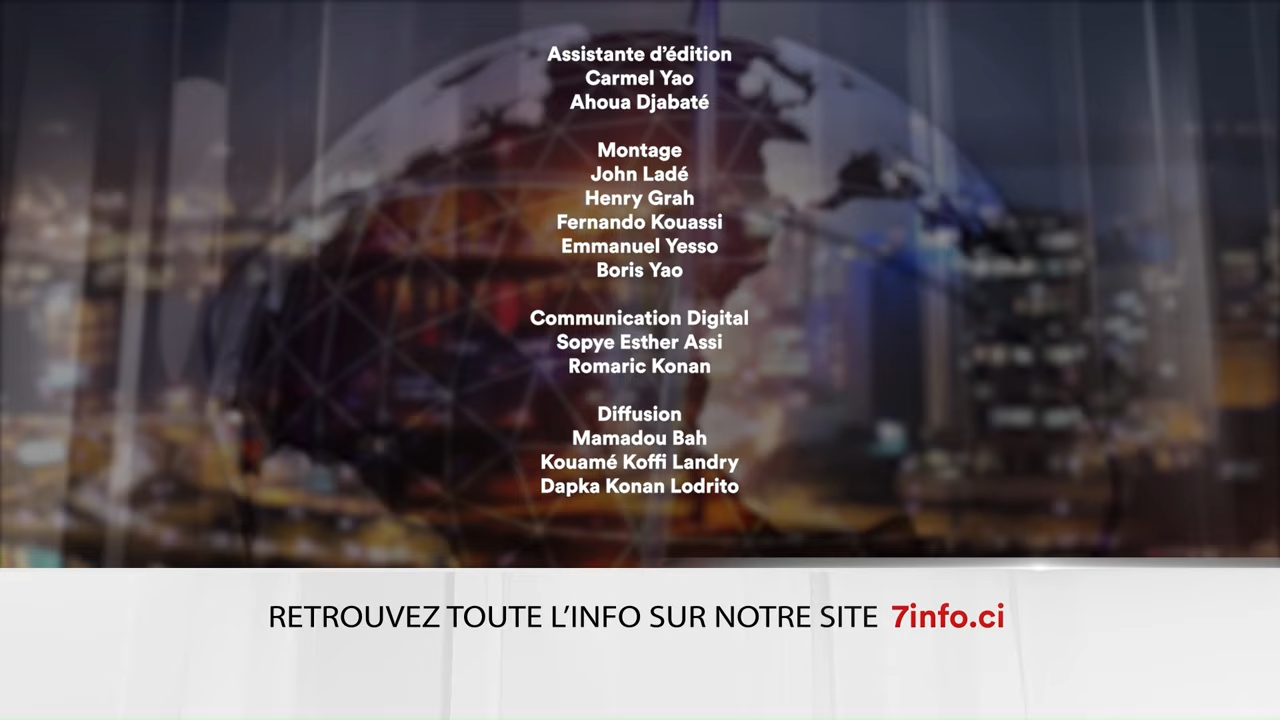 Assistante d'édition
Carmel Yao
Ahoua Djabaté
Montage
John Ladé
Henry Grah
Fernando Kouassi
Emmanuel Yesso
Boris Yao
Communication Digital
Sopye Esther Assi
Romaric Konan
Diffusion
Mamadou Bah
Kouamé Koffi Landry
Dapka Konan Lodrito
RETROUVEZ TOUTE L'INFO SUR NOTRE SITE 7info.ci